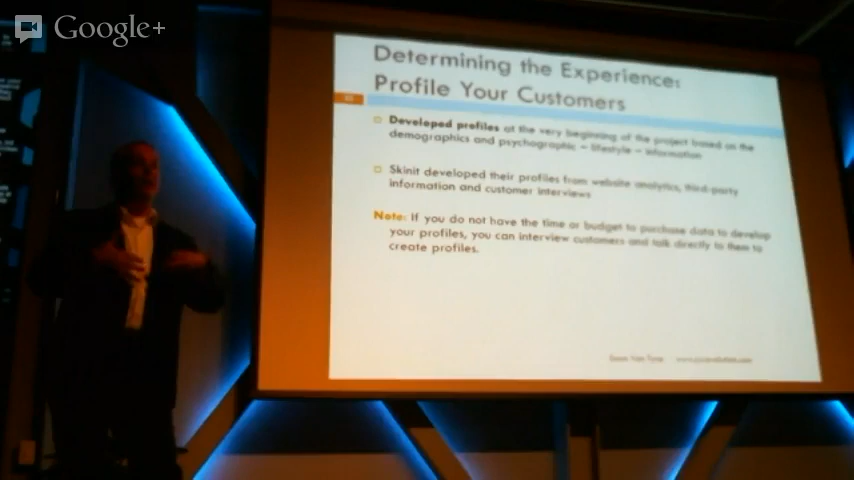 Google+
Determining the Experience:
Profile Your Customers
Developed profiles at the very beginning of the project based on the
demographics and psychographic – lifestyle – information
Skinit developed their profiles from website analytics, third-party
information and customer interviews
Note: If you do not have the time or budget to purchase data to develop
your profiles, you can interview customers and talk directly to them to
create profiles.